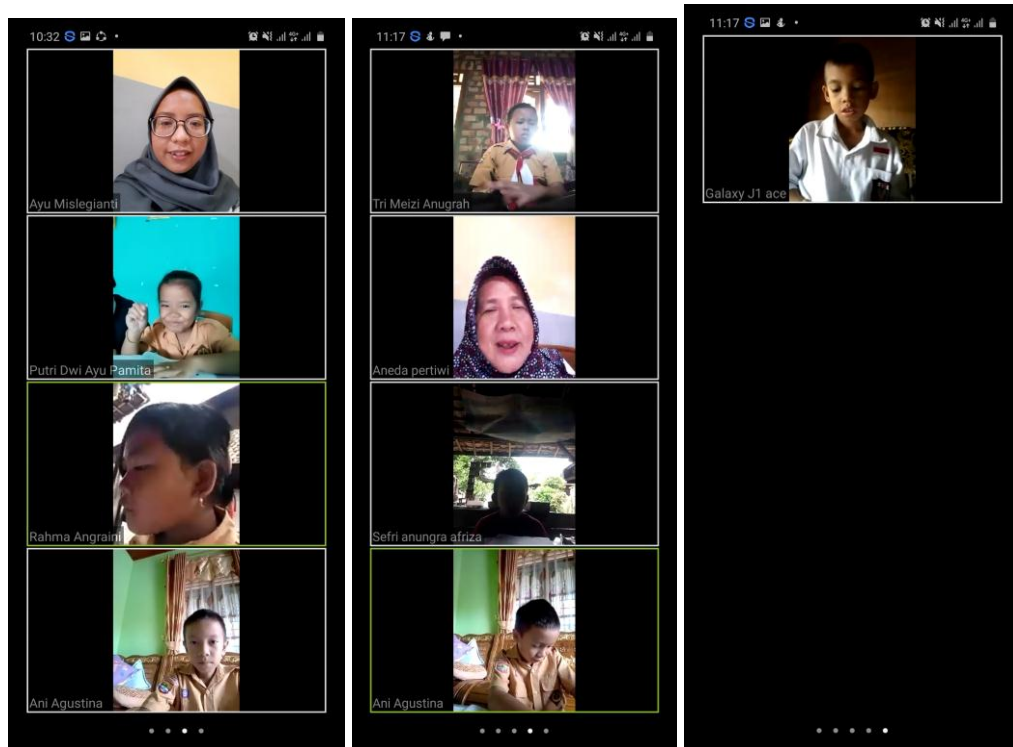 10:32
Ayu Mislegianti
Putri Dwi Ayu Pamita
Rahma Angraini
Ani Agustina
11:17
Tri Meizi Anugrah
Aneda pertiwi
Sefri anungra afriza
Ani Agustina
11:17
Galaxy J1 ace